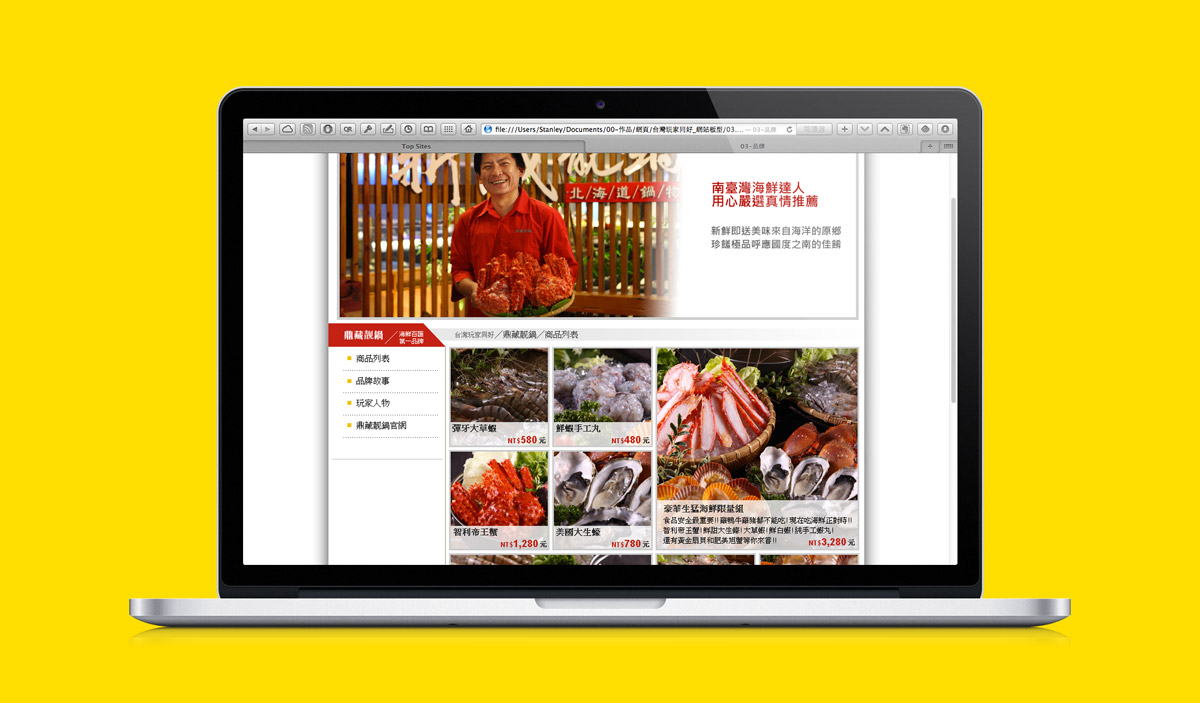 QR
file:///Users/Stanley/Documents/00-作品/網頁/台灣玩家同好_網站板型/03.... — 03-品牌
閱讀器
Top Sites
03-品牌
北/海/道/鍋/物
南臺灣海鮮達人
用心嚴選真情推薦
新鮮即送美味來自海洋的原鄉
珍饈極品呼應國度之南的佳餚
鼎藏靚鍋
海鮮百匯
第一品牌
台灣玩家同好／鼎藏靚鍋／商品列表
商品列表
品牌故事
玩家人物
鼎藏靚鍋官網
彈牙大草蝦
NT$580元
鮮蝦手工丸
NT$480元
智利帝王蟹
NT$1,280元
美國大生蠔
NT$780元
豪華生猛海鮮限量組
食品安全最重要!!雞鴨牛雞豬都不能吃!現在吃海鮮正對時!!
智利帝王蟹!鮮甜大生蠔!大草蝦!鮮白蝦!純手工蝦丸!
還有黃金扇貝和肥美旭蟹等你來嘗!!
NT$3,280元